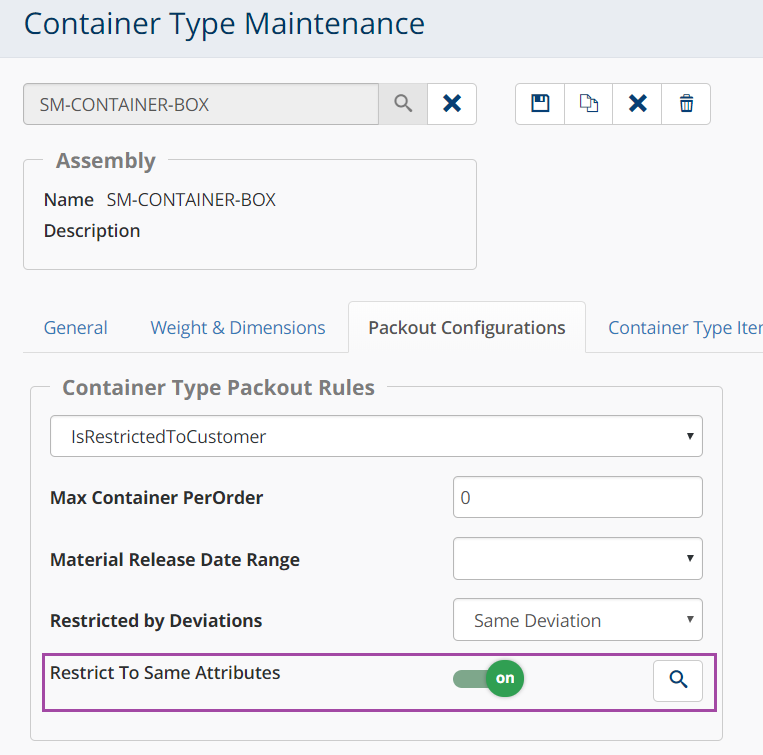 Container Type Maintenance
SM-CONTAINER-BOX
Assembly
Name SM-CONTAINER-BOX
Description
General Weight & Dimensions Packout Configurations Container Type Iter
Container Type Packout Rules
IsRestrictedToCustomer
Max Container PerOrder 0
Material Release Date Range
Restricted by Deviations Same Deviation
Restrict To Same Attributes on